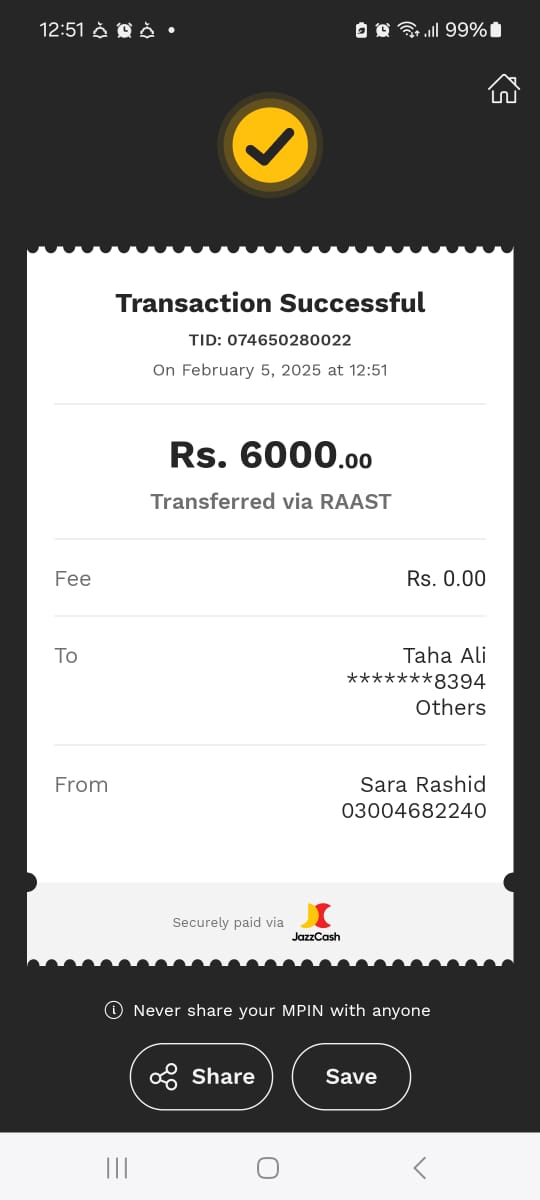 12:51
99%
Transaction Successful
TID: 074650280022
On February 5, 2025 at 12:51
Rs. 6000.00
Transferred via RAAST
Fee Rs. 0.00
To Taha Ali
*******8394
Others
From Sara Rashid
03004682240
Securely paid via JazzCash
Never share your MPIN with anyone
Share Save